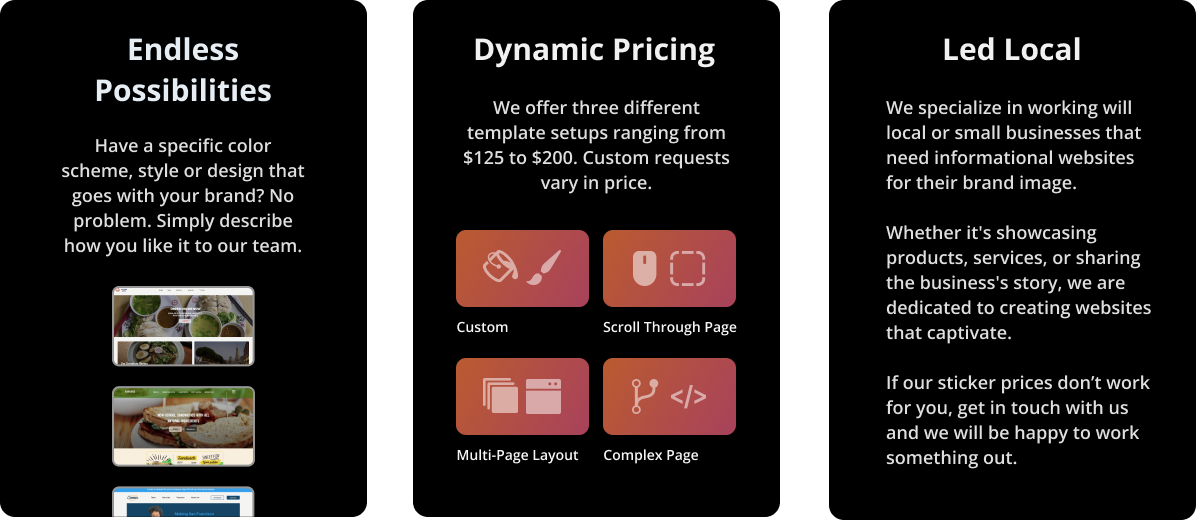 Endless
Possibilities
Have a specific color
scheme, style or design that
goes with your brand? No
problem. Simply describe
how you like it to our team.
Dynamic Pricing
We offer three different
template setups ranging from
$125 to $200. Custom requests
vary in price.
Custom
Scroll Through Page
</>
Multi-Page Layout
Complex Page
Led Local
We specialize in working will
local or small businesses that
need informational websites
for their brand image.
Whether it's showcasing
products, services, or sharing
the business's story, we are
dedicated to creating websites
that captivate.
If our sticker prices don’t work
for you, get in touch with us
and we will be happy to work
something out.